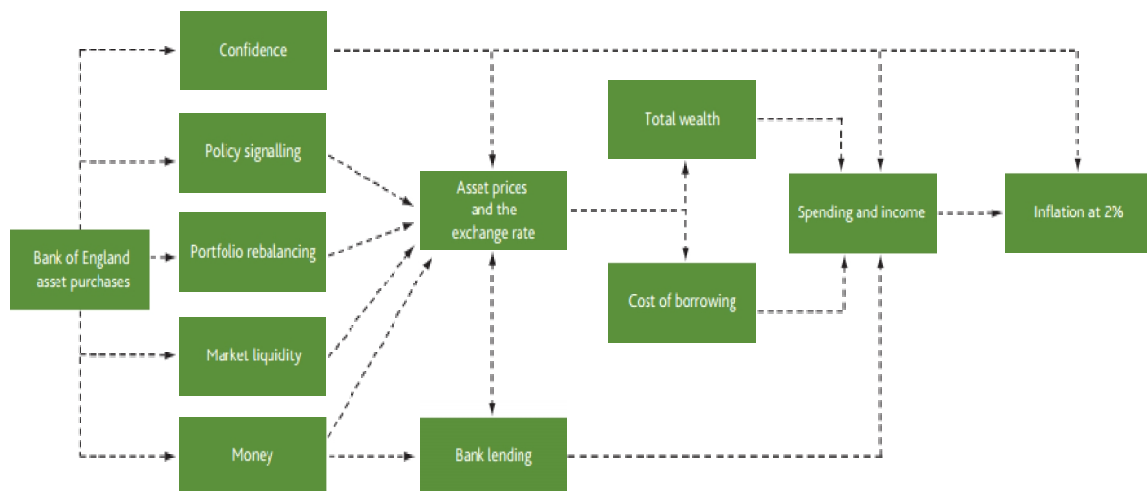 Confidence
Policy signalling
Portfolio rebalancing
Bank of England
asset purchases
Market liquidity
Money
Asset prices
and the
exchange rate
Bank lending
Total wealth
Cost of borrowing
Spending and income
Inflation at 2%